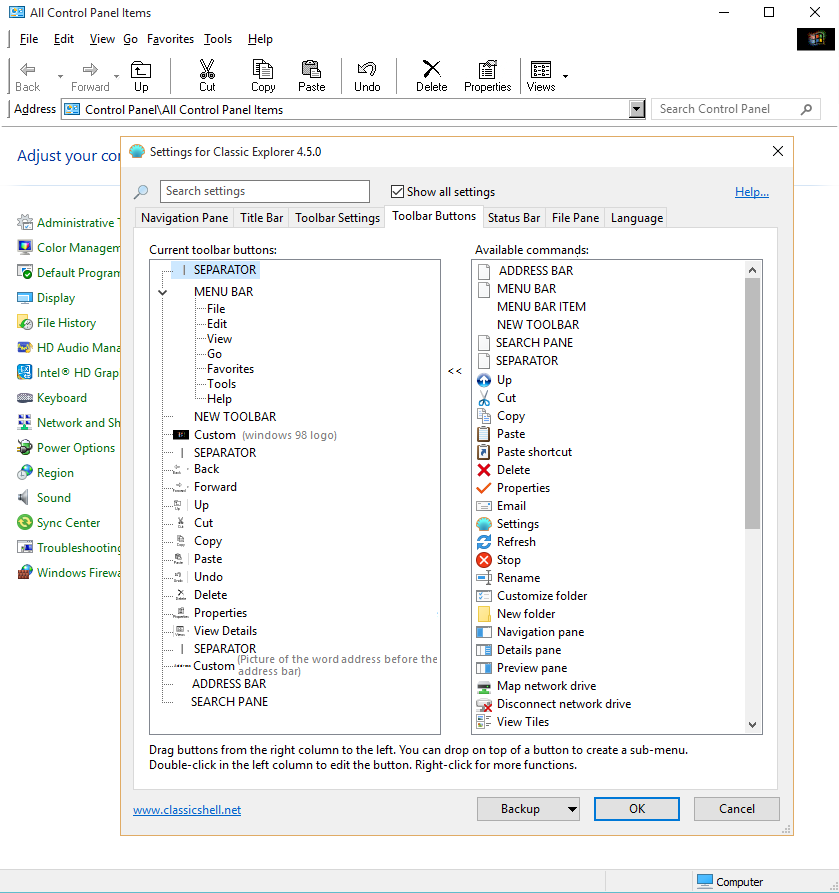 All Control Panel Items
File Edit View Go Favorites Tools Help
Back Forward Up Cut Copy Paste Undo Delete Properties Views
Address Control Panel\All Control Panel Items Search Control Panel
Adjust your co
Settings for Classic Explorer 4.5.0
Search settings Show all settings Help...
Navigation Pane Title Bar Toolbar Settings Toolbar Buttons Status Bar File Pane Language
Administrative T
Color Managem
Default Program
Display
File History
HD Audio Mana
Intel® HD Grap
Keyboard
Network and Sh
Power Options
Region
Sound
Sync Center
Troubleshooting
Windows Firewa
Current toolbar buttons:
SEPARATOR
MENU BAR
File
Edit
View
Go
Favorites
Tools
Help
NEW TOOLBAR
Custom (windows 98 logo)
SEPARATOR
Back
Forward
Up
Cut
Copy
Paste
Undo
Delete
Properties
View Details
SEPARATOR
Custom (Picture of the word address before the
address bar)
ADDRESS BAR
SEARCH PANE
<<
Available commands:
ADDRESS BAR
MENU BAR
MENU BAR ITEM
NEW TOOLBAR
SEARCH PANE
SEPARATOR
Up
Cut
Copy
Paste
Paste shortcut
Delete
Properties
Email
Settings
Refresh
Stop
Rename
Customize folder
New folder
Navigation pane
Details pane
Preview pane
Map network drive
Disconnect network drive
View Tiles
Drag buttons from the right column to the left. You can drop on top of a button to create a sub-menu.
Double-click in the left column to edit the button. Right-click for more functions.
www.classicshell.net Backup OK Cancel
Computer